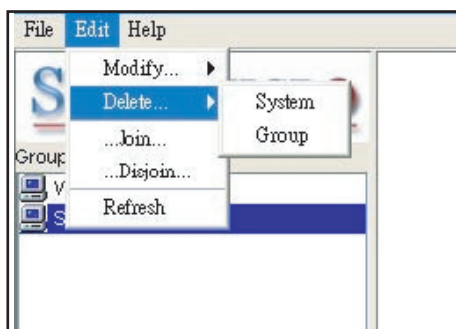 File Edit Help
Modify...
Delete...
System
...Join...
Group
...Disjoin...
Group
Refresh